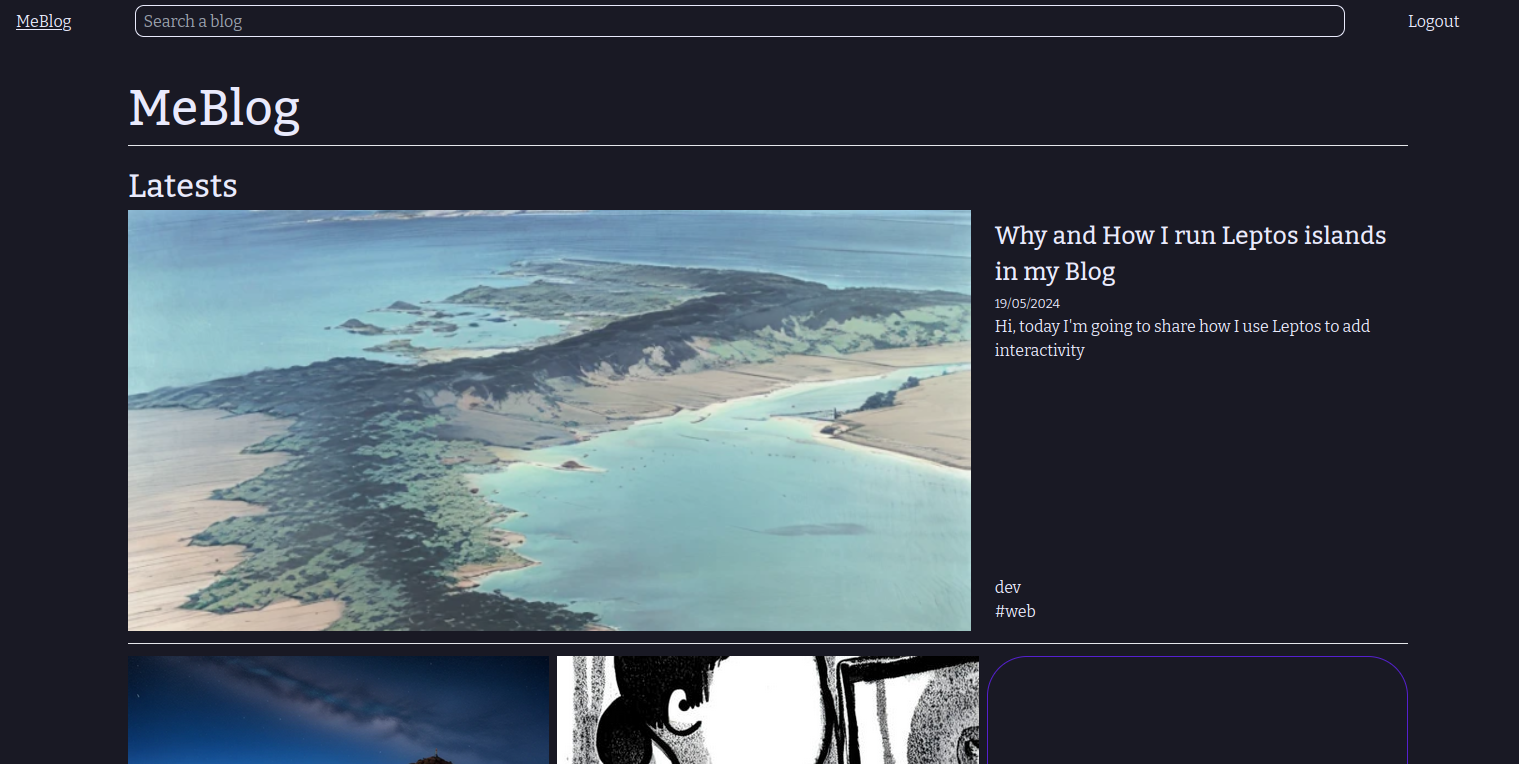 MeBlog
Search a blog
Logout
MeBlog
Latests
Why and How I run Leptos islands
in my Blog
19/05/2024
Hi, today I'm going to share how I use Leptos to add
interactivity
dev
#web